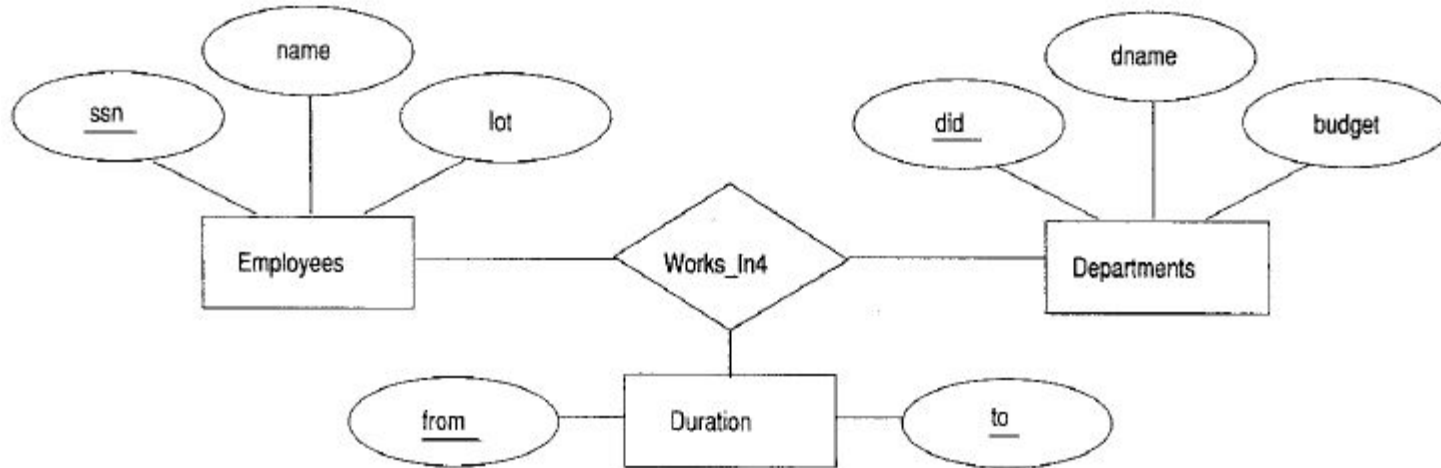 name
dname
ssn
lot
did
budget
Employees
Works_In4
Departments
from
Duration
to